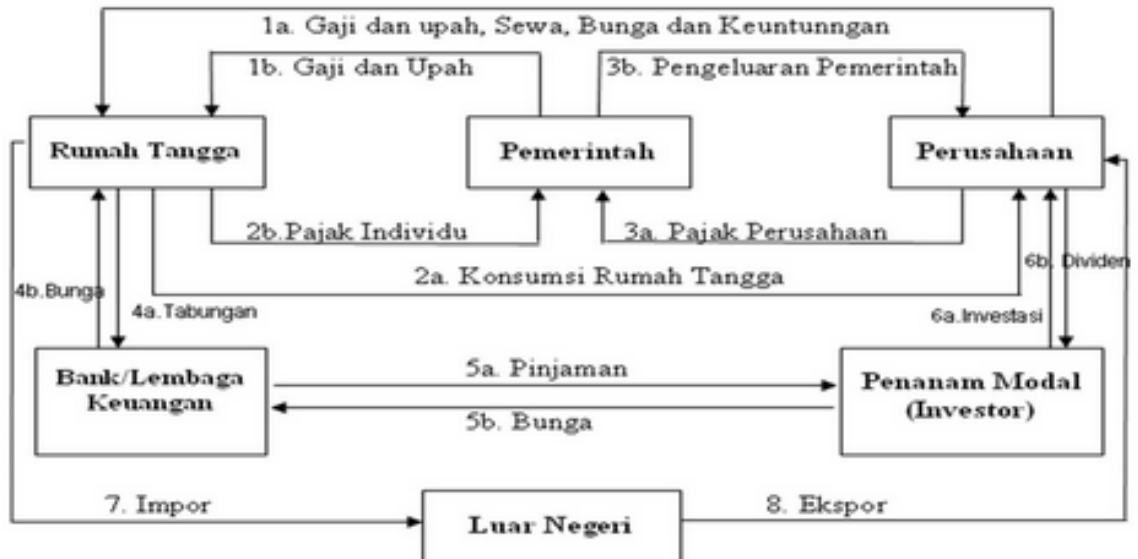 1a. Gaji dan upah, Sewa, Bunga dan Keuntunngan
1b. Gaji dan Upah
3b. Pengeluaran Pemerintah
Rumah Tangga
Pemerintah
Perusahaan
2b.Pajak Individu
3a. Pajak Perusahaan
2a. Konsumsi Rumah Tangga
6b. Dividen
4b.Bunga
4a.Tabungan
6a.Investasi
Bank/Lembaga
Keuangan
5a. Pinjaman
5b. Bunga
Penanam Modal
(Investor)
7. Impor
Luar Negeri
8. Ekspor